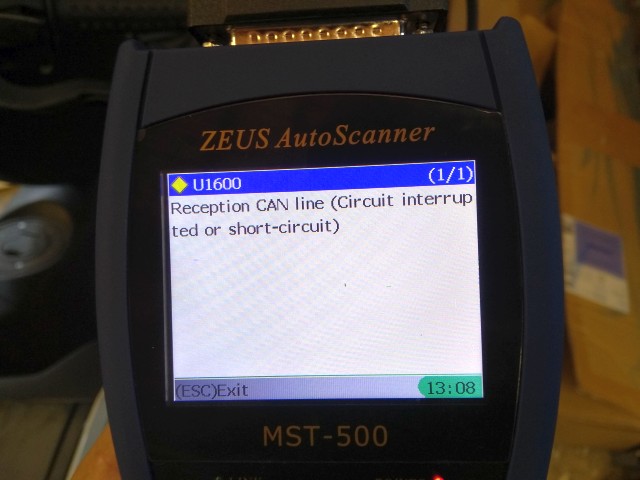 ZEUS AutoScanner
U1600 (1/1)
Reception CAN line (Circuit interrup
ted or short-circuit)
(ESC)Exit 13:08
MST-500